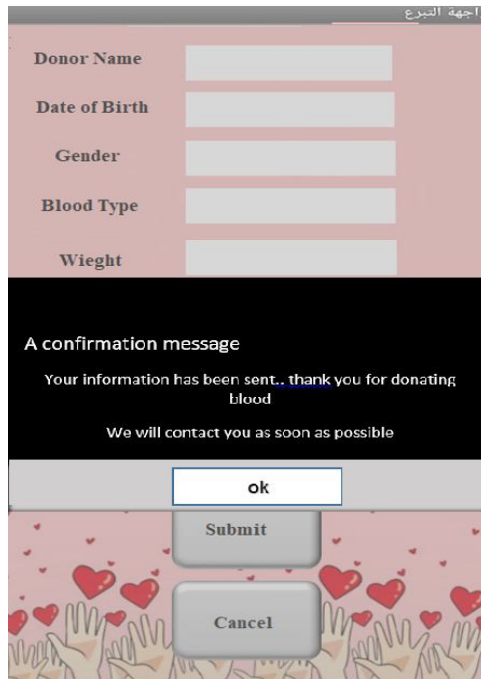 اجهة التبرع
Donor Name
Date of Birth
Gender
Blood Type
Wieght
A confirmation message
Your information has been sent.. thank you for donating
blood
We will contact you as soon as possible
ok
Submit
Cancel